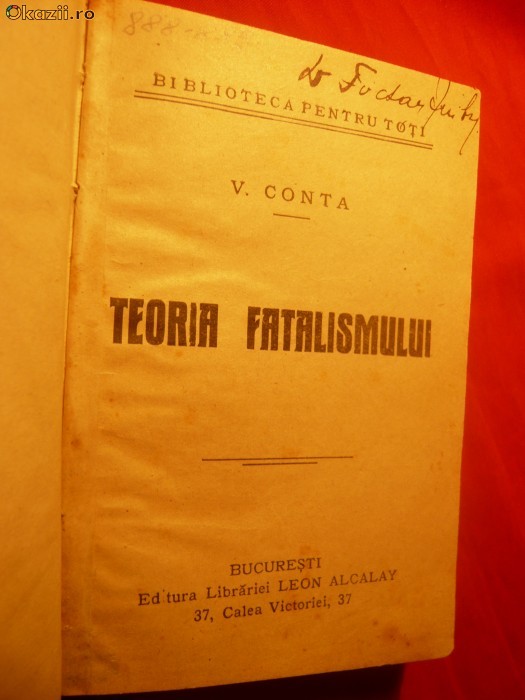 Okazii.ro
BIBLIOTECA PENTRU TOȚI
V. CONTA
TEORIA FATALISMULUI
BUCUREȘTI
Editura Librăriei LEON ALCALAY
37, Calea Victoriei, 37